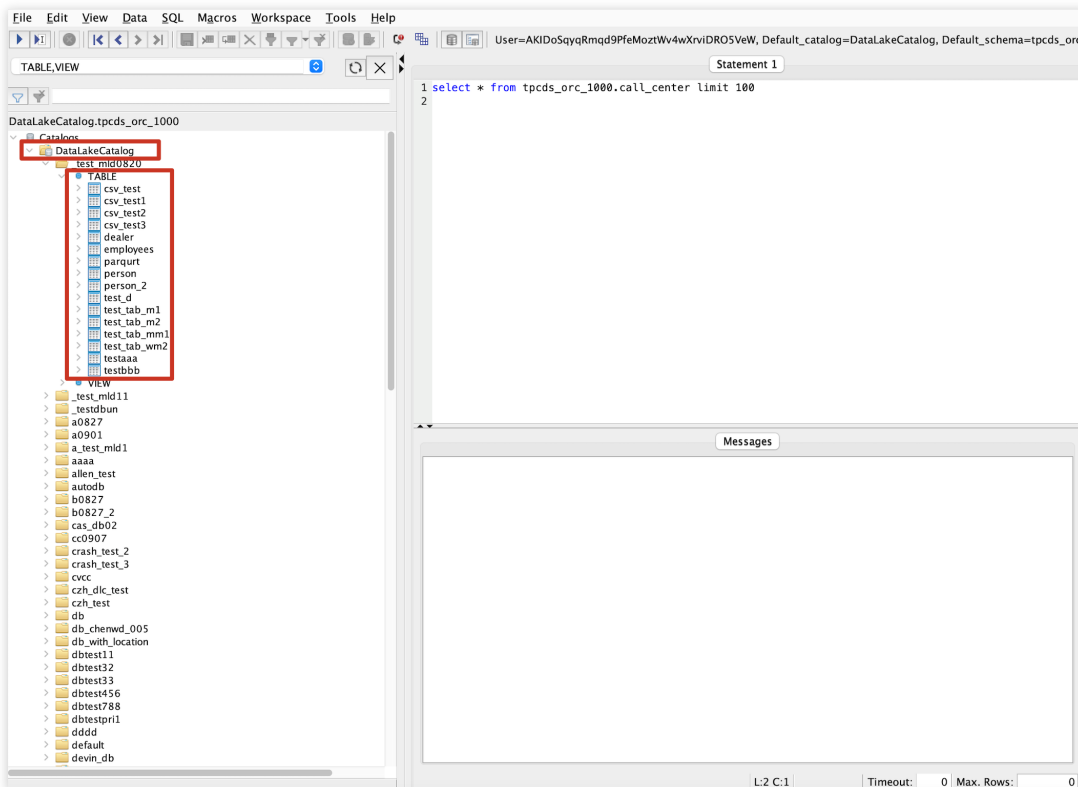 File Edit View Data SQL Macros Workspace Tools Help
User=AKIDoSqyqRmqd9PfeMoztWv4wXrviDRO5VeW, Default_catalog=DataLakeCatalog, Default_schema=tpcds_orc
TABLE,VIEW
Statement 1
1 select * from tpcds_orc_1000.call_center limit 100
2
DataLakeCatalog.tpcds_orc_1000
Catalogs
DataLakeCatalog
_test_mld0820
TABLE
csv_test
csv_test1
csv_test2
csv_test3
dealer
employees
parqurt
person
person_2
test_d
test_tab_m1
test_tab_m2
test_tab_mm1
test_tab_wm2
testaaa
testbbb
VIEW
_test_mld11
_testdbun
a0827
a0901
a_test_mld1
aaaa
allen_test
autodb
b0827
b0827_2
cas_db02
cc0907
crash_test_2
crash_test_3
cvcc
czh_dlc_test
czh_test
db
db_chenwd_005
db_with_location
dbtest11
dbtest32
dbtest33
dbtest456
dbtest788
dbtestpri1
dddd
default
devin_db
Messages
L:2 C:1 Timeout: 0 Max. Rows: 0